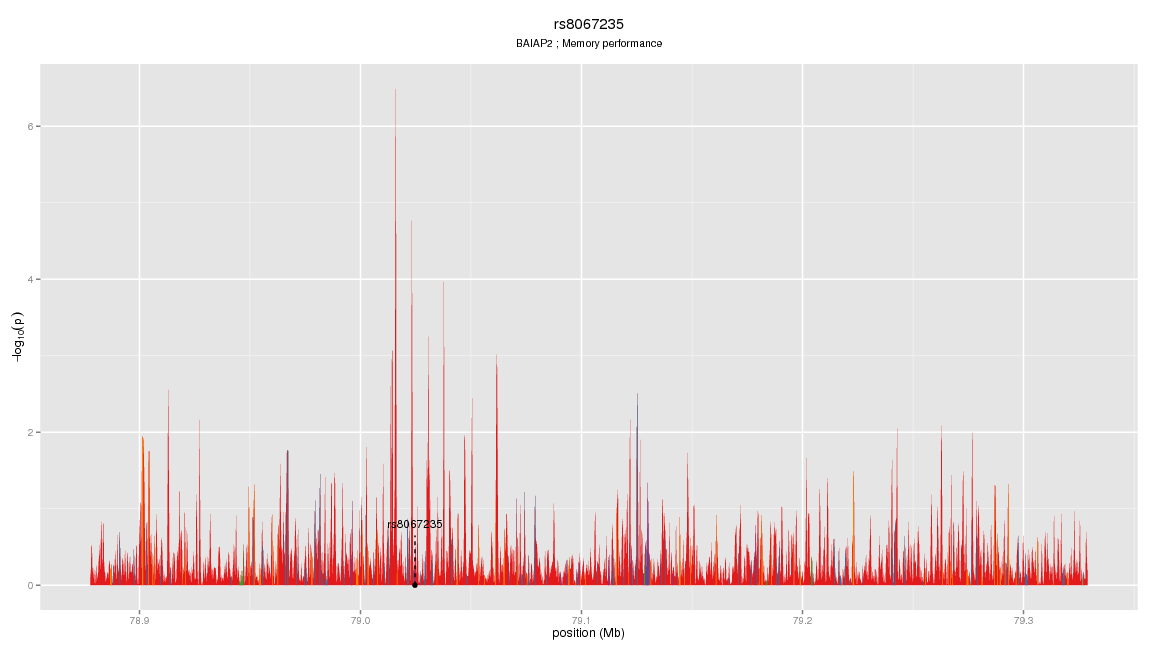 rs8067235
BAIAP2 ; Memory performance
6
4
2
0
−log10(p)
rs8067235
78.9 79.0 79.1 79.2 79.3
position (Mb)